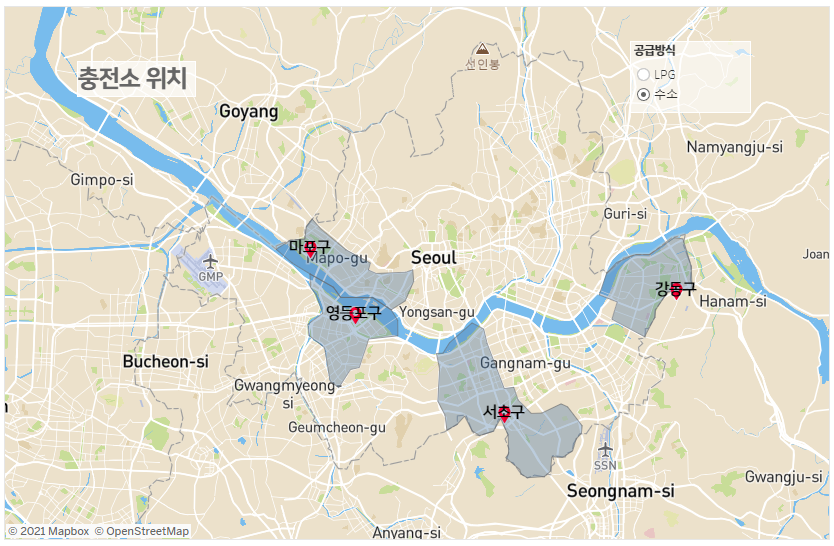 충전소 위치
선인봉
공급방식
LPG
수소
Goyang
Namyangju-si
Gimpo-si
Guri-si
마포구
Mapo-gu
Seoul
GMP
강동구
Hanam-si
영등포구
Yongsan-gu
Bucheon-si
Gangnam-gu
Gwangmyeong-
si
서초구
Geumcheon-gu
SSN
Gwangju-si
Seongnam-si
Anyang-si
© 2021 Mapbox © OpenStreetMap